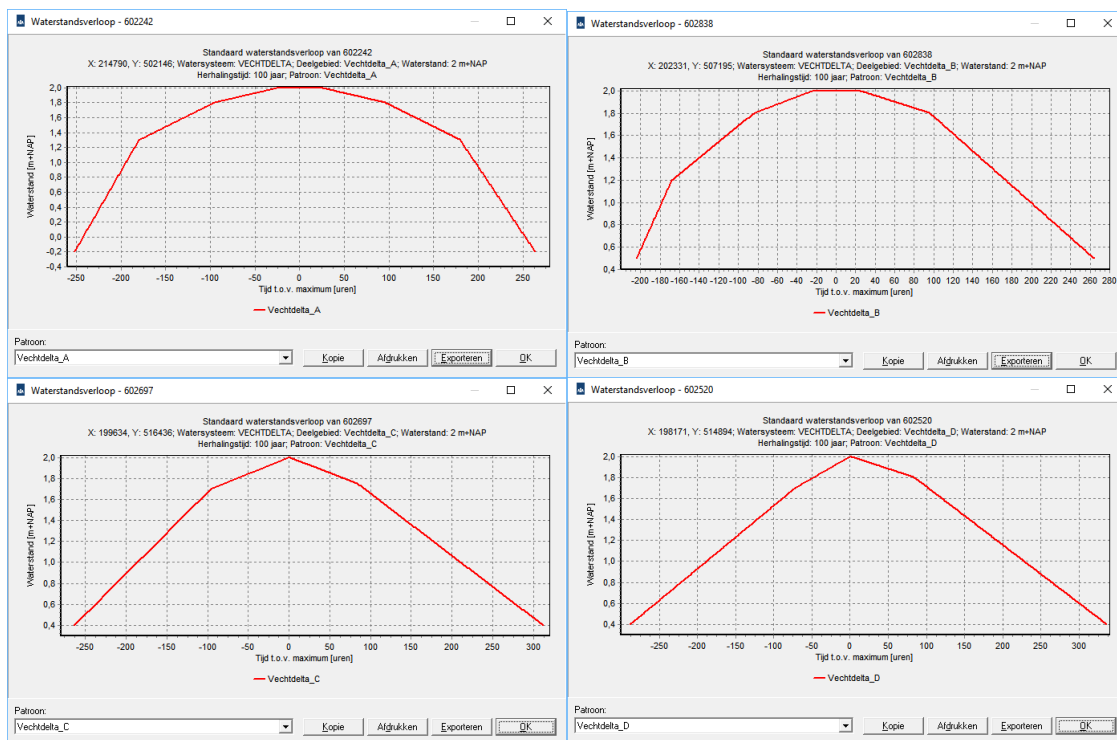 Waterstandsverloop - 602242
Standaard waterstandsverloop van 602242
X: 214790, Y: 502146; Watersysteem: VECHTDELTA; Deelgebied: Vechtdelta_A; Waterstand: 2 m+NAP
Herhalingstijd: 100 jaar; Patroon: Vechtdelta_A
Waterstand [m+NAP]
2,0
1,8
1,6
1,4
1,2
1,0
0,8
0,6
0,4
0,2
0,0
-0,2
-0,4
-250 -200 -150 -100 -50 0 50 100 150 200 250
Tijd t.o.v. maximum [uren]
Vechtdelta_A
Patroon:
Vechtdelta_A Kopie Afdrukken Exporteren OK
Waterstandsverloop - 602838
Standaard waterstandsverloop van 602838
X: 202331, Y: 507195; Watersysteem: VECHTDELTA; Deelgebied: Vechtdelta_B; Waterstand: 2 m+NAP
Herhalingstijd: 100 jaar; Patroon: Vechtdelta_B
Waterstand [m+NAP]
2,0
1,8
1,6
1,4
1,2
1,0
0,8
0,6
0,4
-200 -180 -160 -140 -120 -100 -80 -60 -40 -20 0 20 40 60 80 100 120 140 160 180 200 220 240 260 280
Tijd t.o.v. maximum [uren]
Vechtdelta_B
Patroon:
Vechtdelta_B Kopie Afdrukken Exporteren OK
Waterstandsverloop - 602697
Standaard waterstandsverloop van 602697
X: 199634, Y: 516436; Watersysteem: VECHTDELTA; Deelgebied: Vechtdelta_C; Waterstand: 2 m+NAP
Herhalingstijd: 100 jaar; Patroon: Vechtdelta_C
Waterstand [m+NAP]
2,0
1,8
1,6
1,4
1,2
1,0
0,8
0,6
0,4
-250 -200 -150 -100 -50 0 50 100 150 200 250 300
Tijd t.o.v. maximum [uren]
Vechtdelta_C
Patroon:
Vechtdelta_C Kopie Afdrukken Exporteren OK
Waterstandsverloop - 602520
Standaard waterstandsverloop van 602520
X: 198171, Y: 514894; Watersysteem: VECHTDELTA; Deelgebied: Vechtdelta_D; Waterstand: 2 m+NAP
Herhalingstijd: 100 jaar; Patroon: Vechtdelta_D
Waterstand [m+NAP]
2,0
1,8
1,6
1,4
1,2
1,0
0,8
0,6
0,4
-250 -200 -150 -100 -50 0 50 100 150 200 250 300
Tijd t.o.v. maximum [uren]
Vechtdelta_D
Patroon:
Vechtdelta_D Kopie Afdrukken Exporteren OK